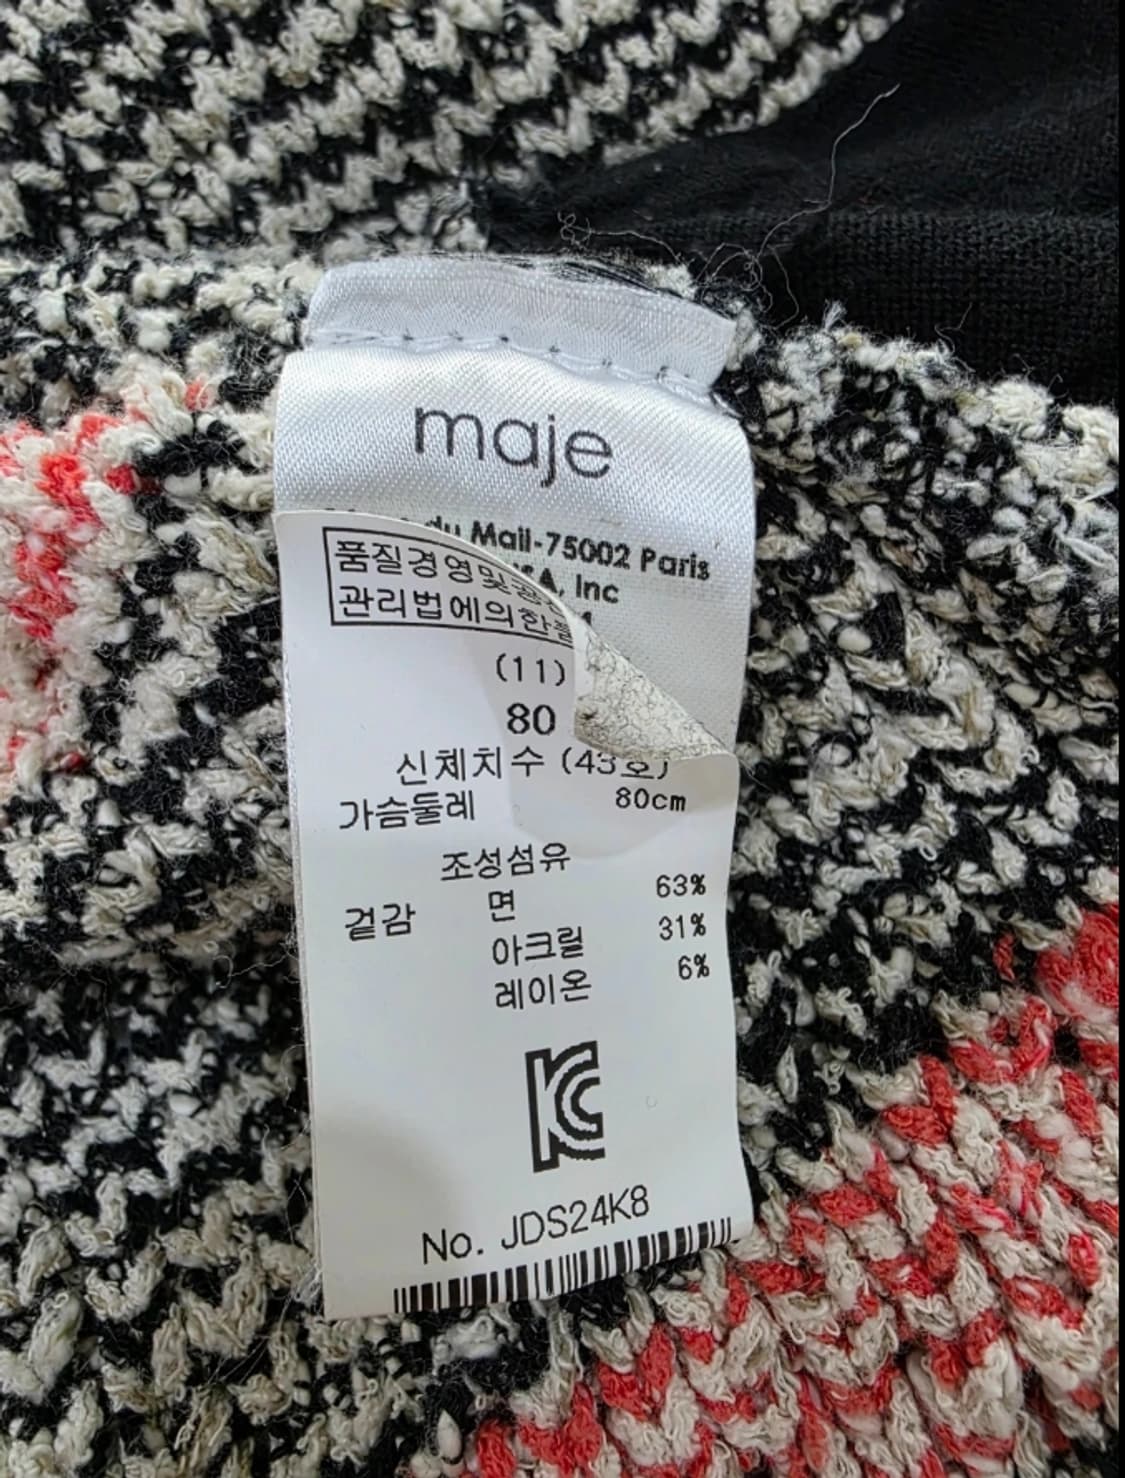 maje
du Mail-75002 Paris
Inc
품질경영및
관리법에의한
(11)
80
신체치수 (43호)
가슴둘레 80cm
조성섬유
겉감 면 63%
아크릴 31%
레이온 6%
KC
No. JDS24K8